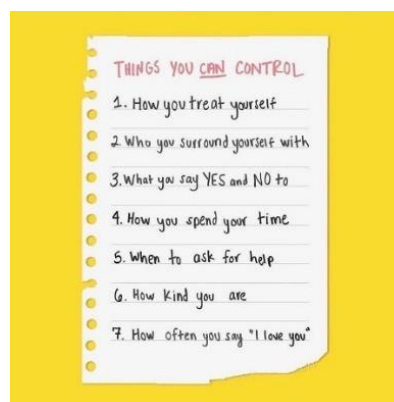 THINGS YOU CAN CONTROL
1. How you treat yourself
2. Who you surround yourself with
3. What you say YES and NO to
4. How you spend your time
5. When to ask for help
6. How kind you are
7. How often you say "I love you"